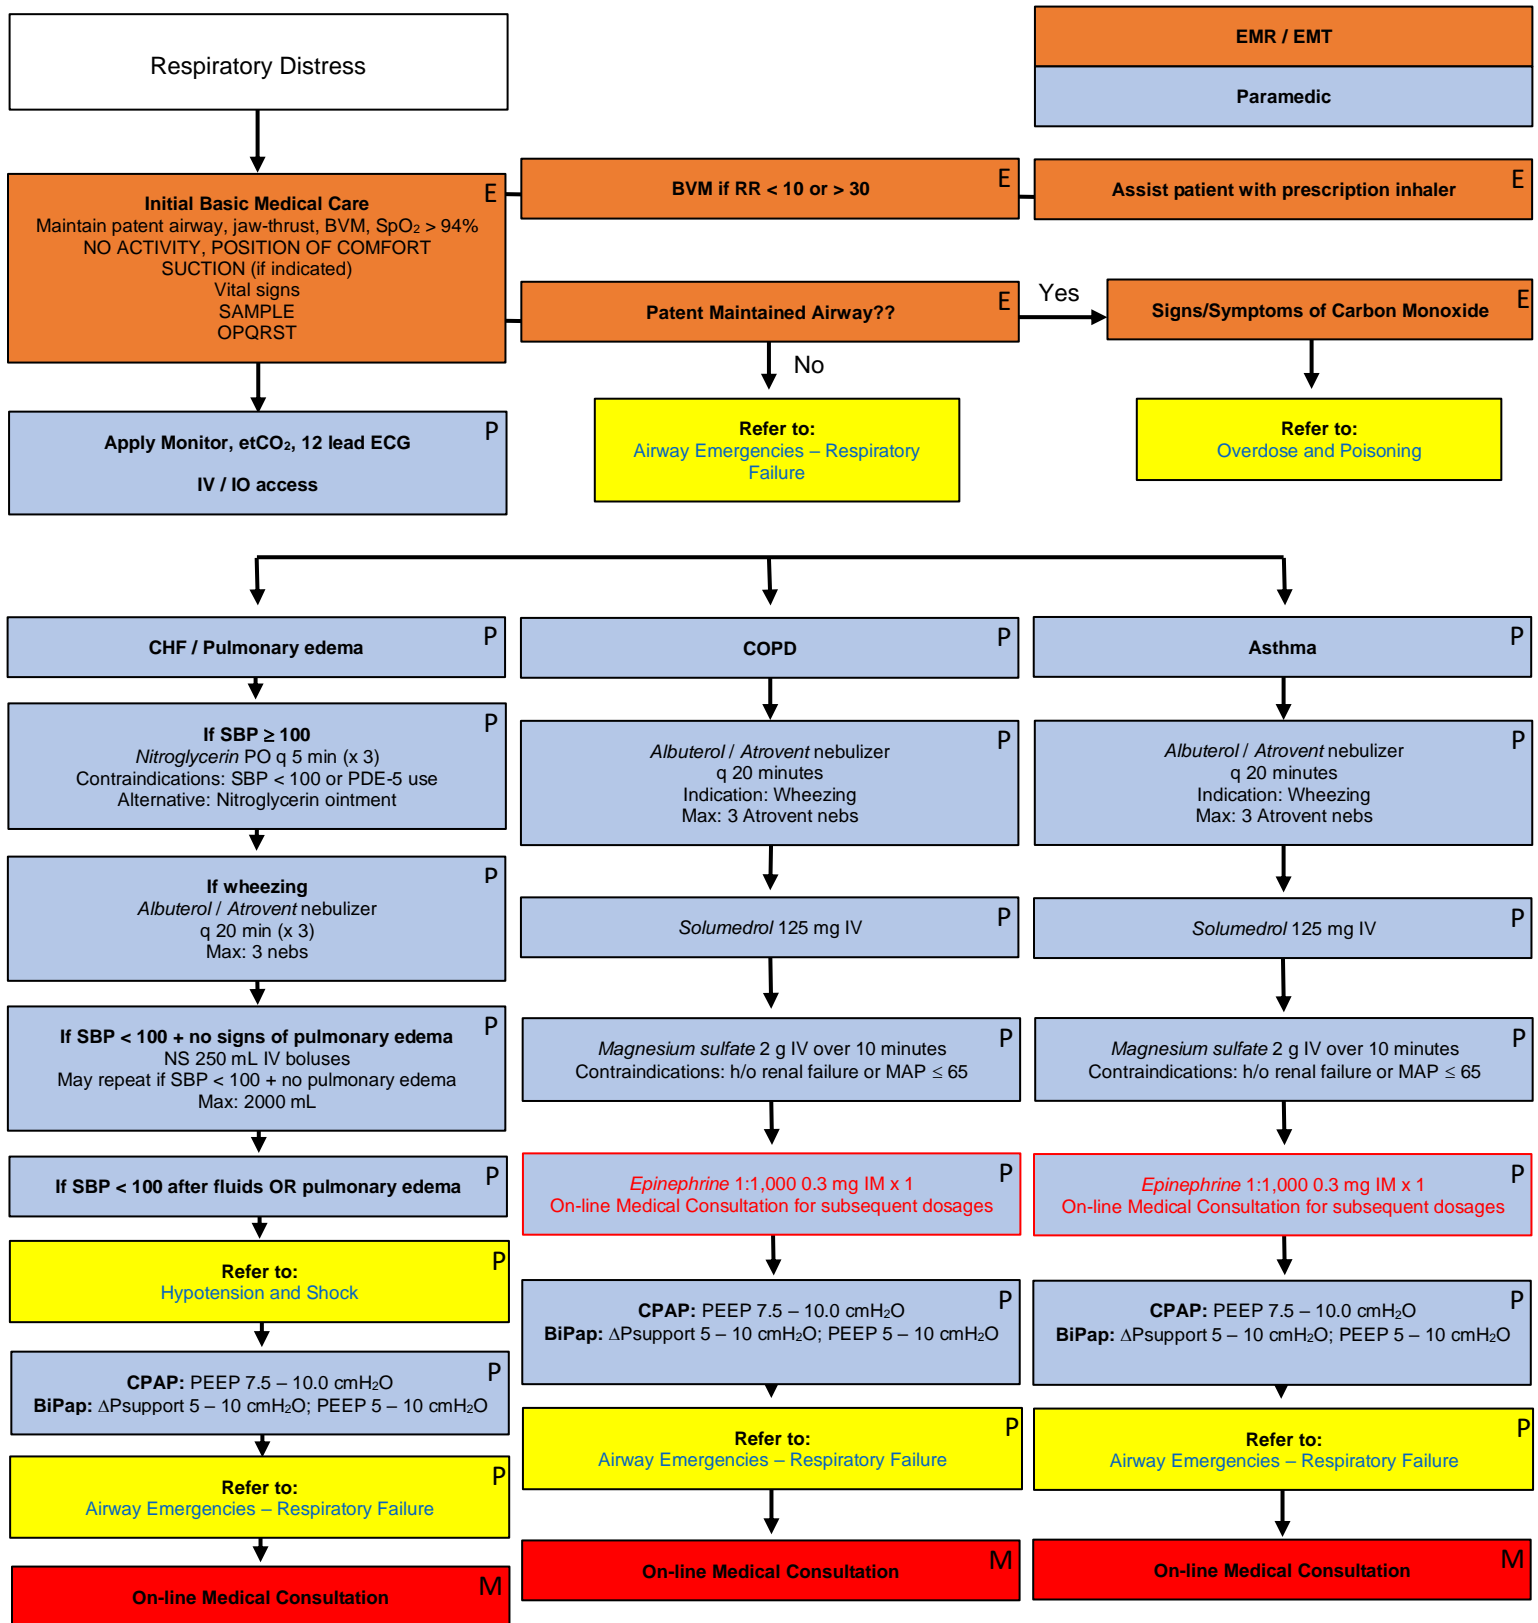 Respiratory Distress
EMR / EMT
Paramedic
Initial Basic Medical Care
E
Maintain patent airway, jaw-thrust, BVM, SpO₂ > 94%
NO ACTIVITY, POSITION OF COMFORT
SUCTION (if indicated)
Vital signs
SAMPLE
OPQRST
BVM if RR < 10 or > 30
E
Assist patient with prescription inhaler
E
Patent Maintained Airway??
E
Yes
Signs/Symptoms of Carbon Monoxide
E
No
Refer to:
Airway Emergencies – Respiratory
Failure
Refer to:
Overdose and Poisoning
Apply Monitor, etCO₂, 12 lead ECG
P
IV / IO access
CHF / Pulmonary edema
P
If SBP ≥ 100
P
Nitroglycerin PO q 5 min (x 3)
Contraindications: SBP < 100 or PDE-5 use
Alternative: Nitroglycerin ointment
If wheezing
P
Albuterol / Atrovent nebulizer
q 20 min (x 3)
Max: 3 nebs
If SBP < 100 + no signs of pulmonary edema
P
NS 250 mL IV boluses
May repeat if SBP < 100 + no pulmonary edema
Max: 2000 mL
If SBP < 100 after fluids OR pulmonary edema
P
Refer to:
P
Hypotension and Shock
CPAP: PEEP 7.5 – 10.0 cmH₂O
P
BiPap: ∆Psupport 5 – 10 cmH₂O; PEEP 5 – 10 cmH₂O
Refer to:
P
Airway Emergencies – Respiratory Failure
On-line Medical Consultation
M
COPD
P
Albuterol / Atrovent nebulizer
P
q 20 minutes
Indication: Wheezing
Max: 3 Atrovent nebs
Solumedrol 125 mg IV
P
Magnesium sulfate 2 g IV over 10 minutes
P
Contraindications: h/o renal failure or MAP ≤ 65
Epinephrine 1:1,000 0.3 mg IM x 1
P
On-line Medical Consultation for subsequent dosages
CPAP: PEEP 7.5 – 10.0 cmH₂O
P
BiPap: ∆Psupport 5 – 10 cmH₂O; PEEP 5 – 10 cmH₂O
Refer to:
P
Airway Emergencies – Respiratory Failure
On-line Medical Consultation
M
Asthma
P
Albuterol / Atrovent nebulizer
P
q 20 minutes
Indication: Wheezing
Max: 3 Atrovent nebs
Solumedrol 125 mg IV
P
Magnesium sulfate 2 g IV over 10 minutes
P
Contraindications: h/o renal failure or MAP ≤ 65
Epinephrine 1:1,000 0.3 mg IM x 1
P
On-line Medical Consultation for subsequent dosages
CPAP: PEEP 7.5 – 10.0 cmH₂O
P
BiPap: ∆Psupport 5 – 10 cmH₂O; PEEP 5 – 10 cmH₂O
Refer to:
P
Airway Emergencies – Respiratory Failure
On-line Medical Consultation
M